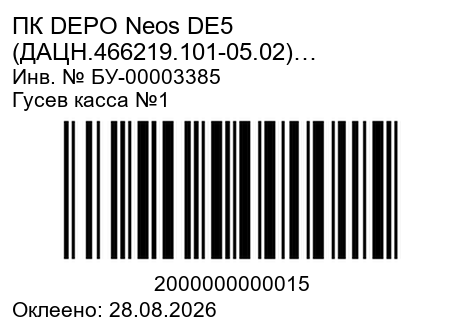 ПК DEPO Neos DE5
(ДАЦН.466219.101-05.02)...
Инв. № БУ-00003385
Гусев касса №1
2000000000015
Оклеено: 28.08.2026